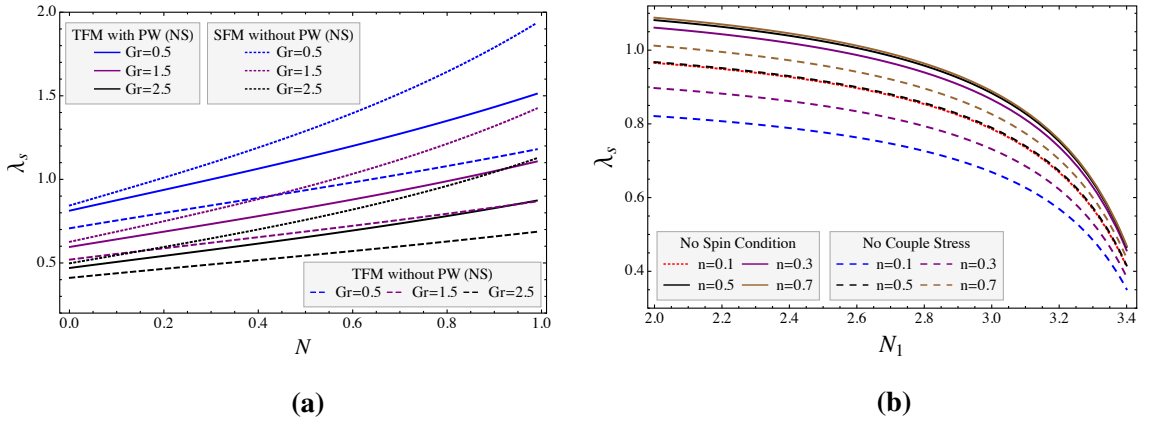 (a)
TFM with PW (NS)
Gr=0.5
Gr=1.5
Gr=2.5
SFM without PW (NS)
Gr=0.5
Gr=1.5
Gr=2.5
TFM without PW (NS)
Gr=0.5 Gr=1.5 Gr=2.5
2.0
1.5
1.0
0.5
λs
0.0 0.2 0.4 0.6 0.8 1.0
N
(a)
No Spin Condition
n=0.1 n=0.3
n=0.5 n=0.7
No Couple Stress
n=0.1 n=0.3
n=0.5 n=0.7
1.0
0.8
0.6
0.4
λs
2.0 2.2 2.4 2.6 2.8 3.0 3.2 3.4
N1
(b)
(b)